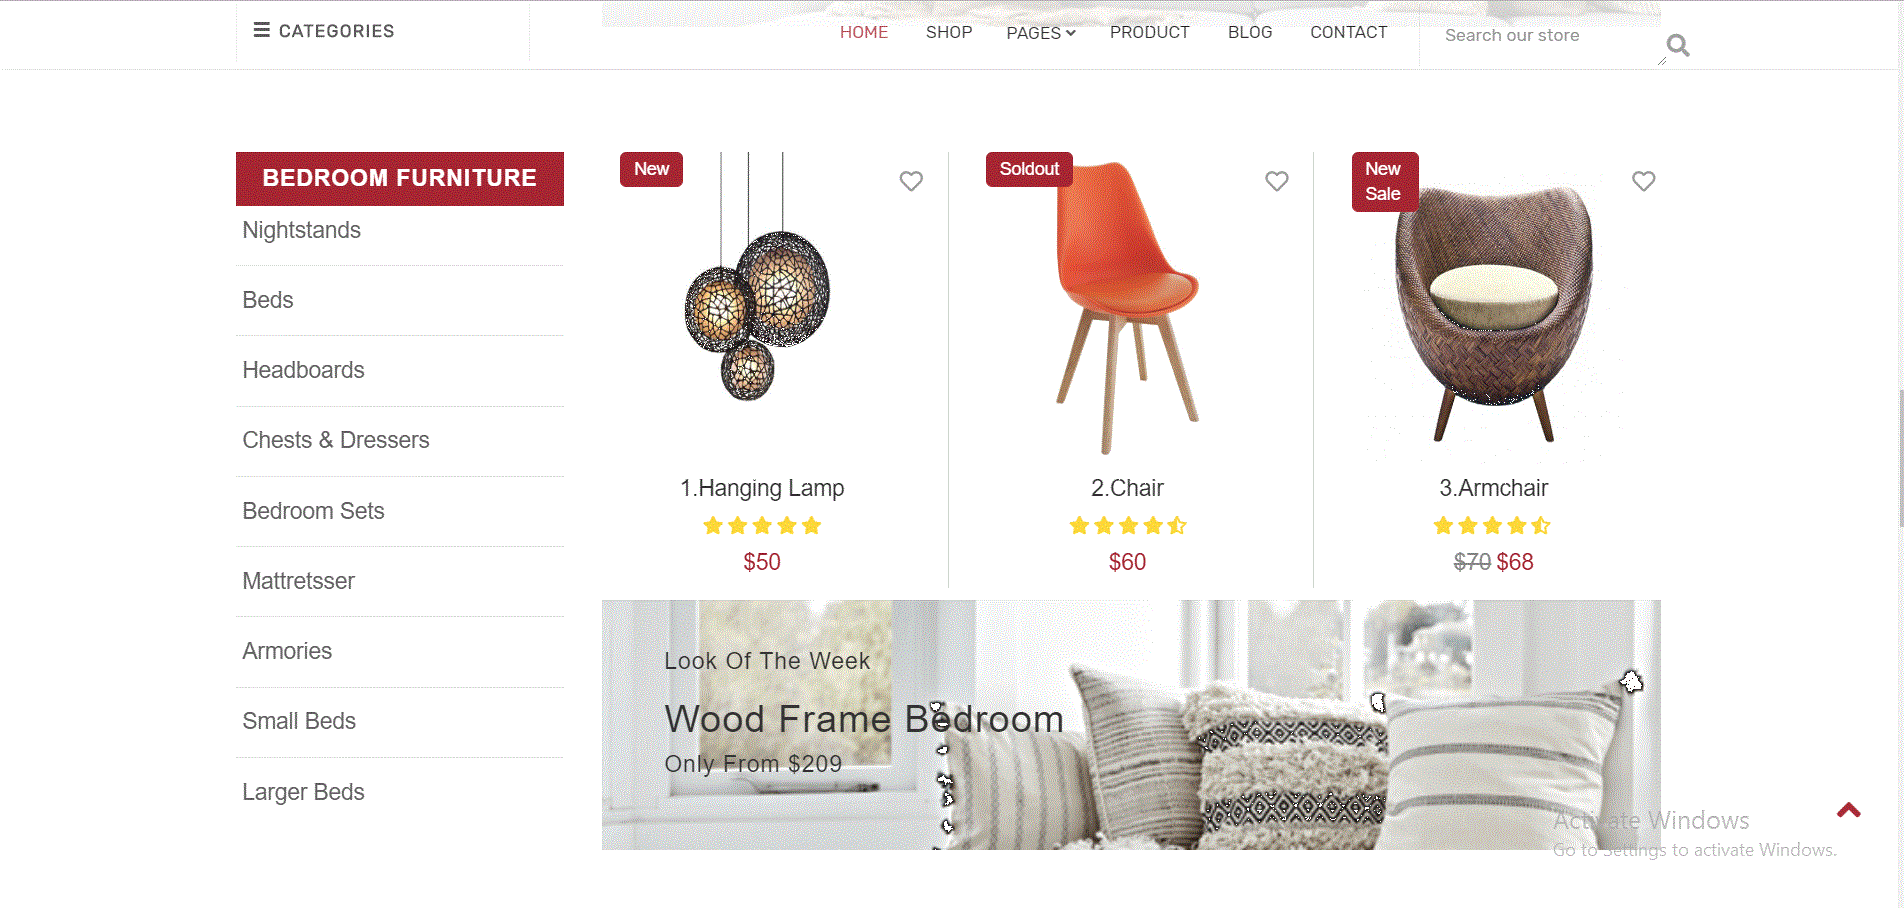 CATEGORIES
HOME SHOP PAGES PRODUCT BLOG CONTACT
Search our store
BEDROOM FURNITURE
Nightstands
Beds
Headboards
Chests & Dressers
Bedroom Sets
Mattretsser
Armories
Small Beds
Larger Beds
New
1.Hanging Lamp
$50
Soldout
2.Chair
$60
New
Sale
3.Armchair
$70 $68
Look Of The Week
Wood Frame Bedroom
Only From $209
Activate Windows
Go to Settings to activate Windows.